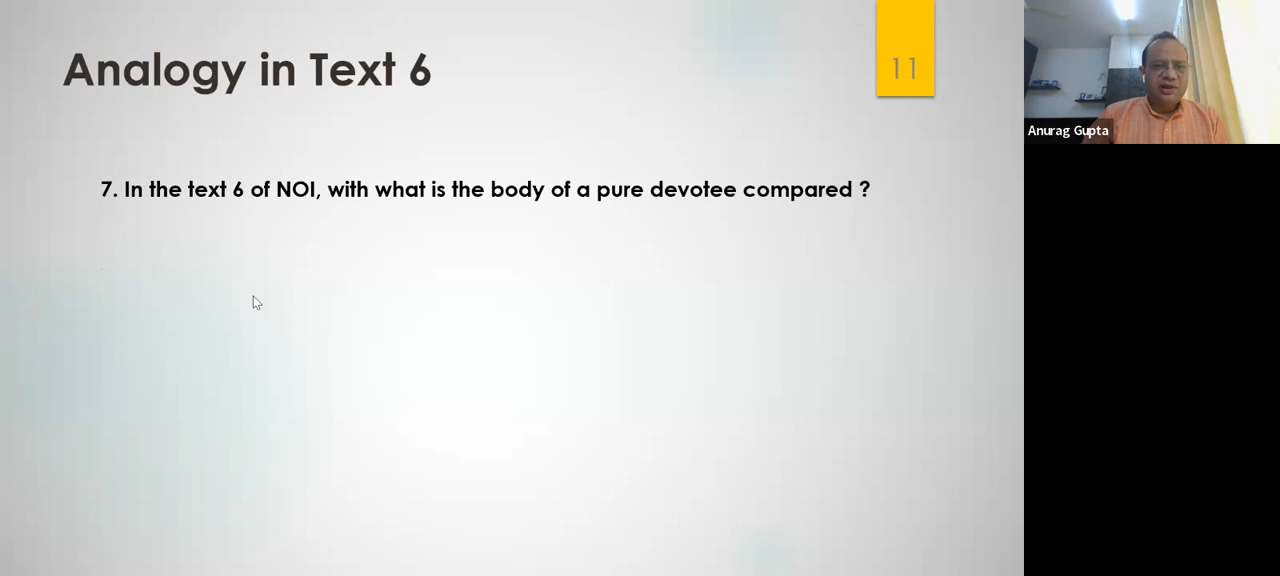 Analogy in Text 6
11
7. In the text 6 of NOI, with what is the body of a pure devotee compared ?
Anurag Gupta